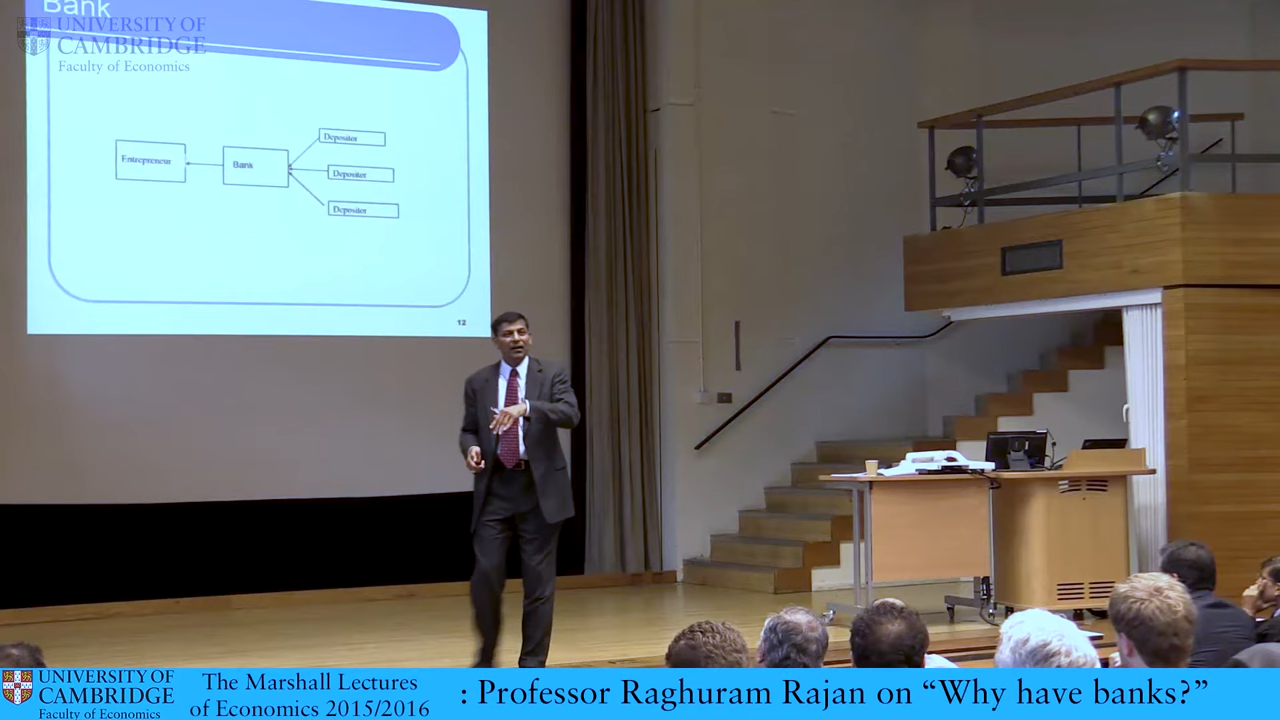 Bank
UNIVERSITY OF
CAMBRIDGE
Faculty of Economics
Depositor
Entrepreneur
Bank
Depositor
Depositor
12
UNIVERSITY OF
CAMBRIDGE
Faculty of Economics
The Marshall Lectures
of Economics 2015/2016
: Professor Raghuram Rajan on “Why have banks?”